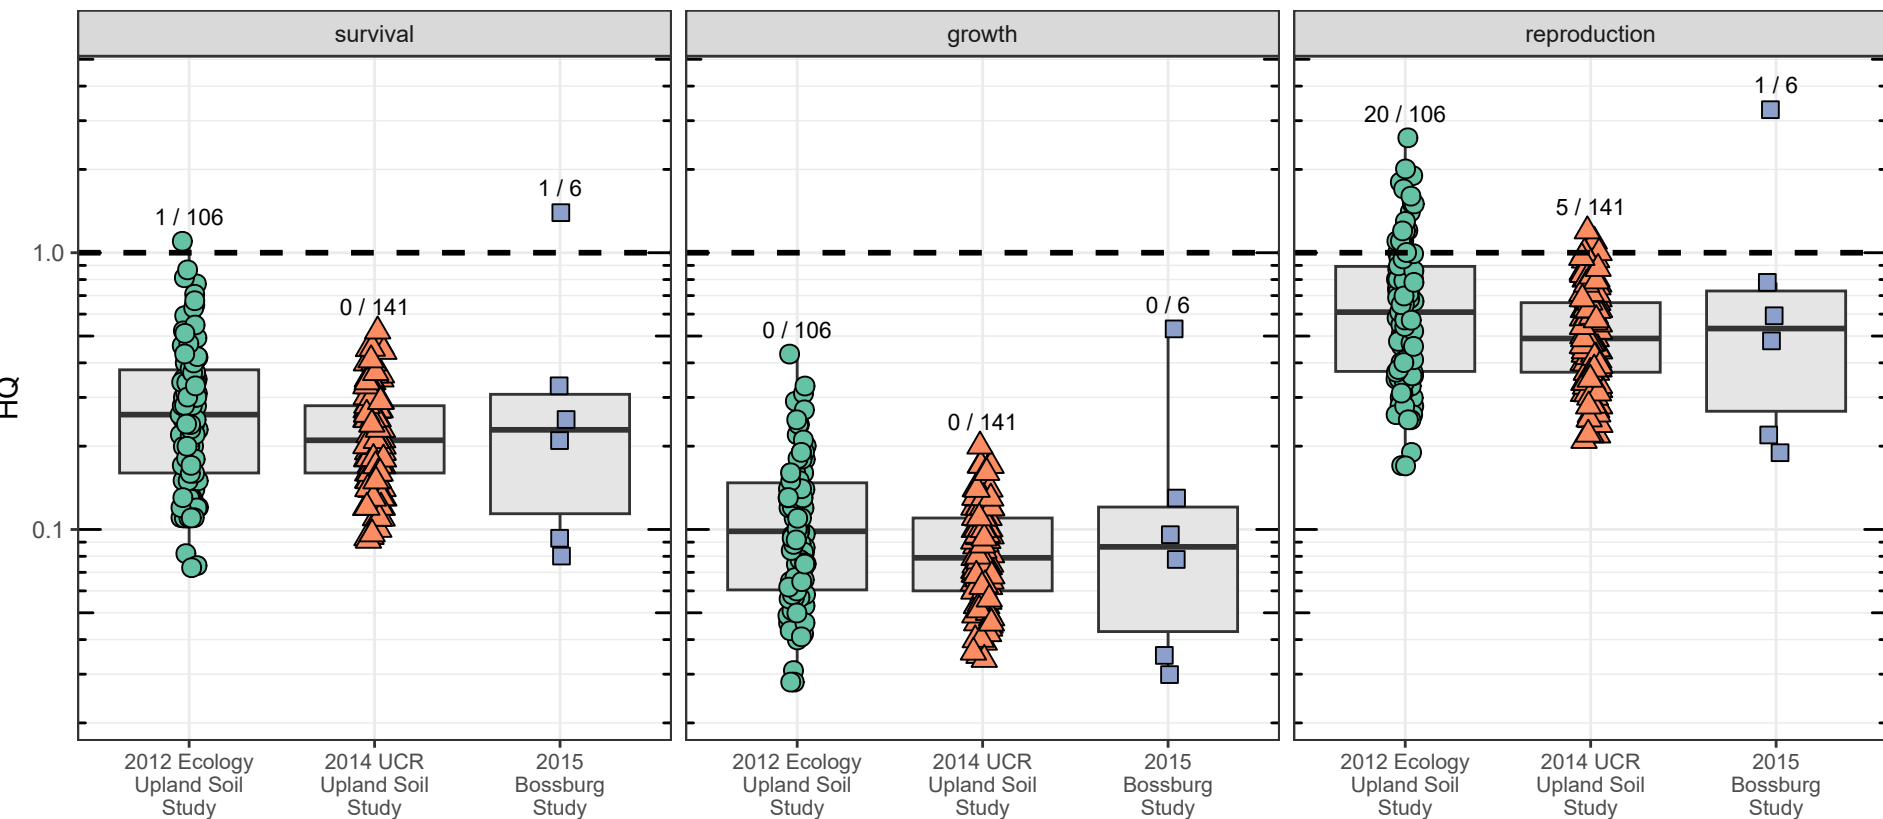 survival
growth
reproduction
HQ
1.0
0.1
1 / 106
0 / 141
1 / 6
0 / 106
0 / 141
0 / 6
20 / 106
5 / 141
1 / 6
2012 Ecology
Upland Soil
Study
2014 UCR
Upland Soil
Study
2015
Bossburg
Study
2012 Ecology
Upland Soil
Study
2014 UCR
Upland Soil
Study
2015
Bossburg
Study
2012 Ecology
Upland Soil
Study
2014 UCR
Upland Soil
Study
2015
Bossburg
Study